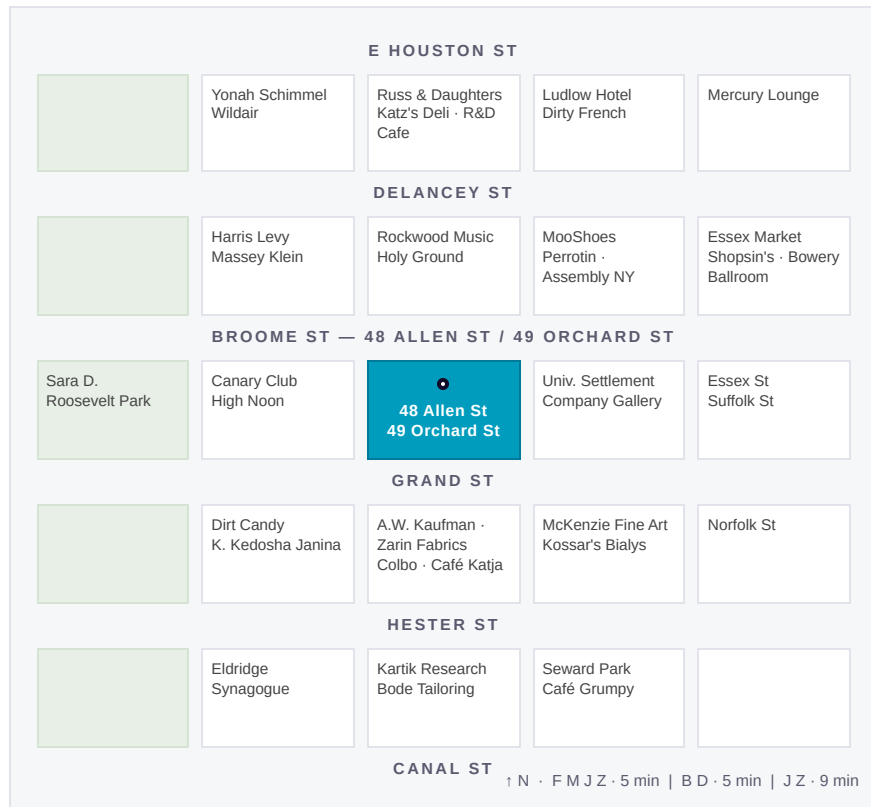 E HOUSTON ST
Yonah Schimmel
Wildair
Russ & Daughters
Katz's Deli · R&D
Cafe
Ludlow Hotel
Dirty French
Mercury Lounge
DELANCEY ST
Harris Levy
Massey Klein
Rockwood Music
Holy Ground
MooShoes
Perrotin ·
Assembly NY
Essex Market
Shopsin's · Bowery
Ballroom
BROOME ST — 48 ALLEN ST / 49 ORCHARD ST
Sara D.
Roosevelt Park
Canary Club
High Noon
48 Allen St
49 Orchard St
Univ. Settlement
Company Gallery
Essex St
Suffolk St
GRAND ST
Dirt Candy
K. Kedosha Janina
A.W. Kaufman ·
Zarin Fabrics
Colbo · Café Katja
McKenzie Fine Art
Kossar's Bialys
Norfolk St
HESTER ST
Eldridge
Synagogue
Kartik Research
Bode Tailoring
Seward Park
Café Grumpy
CANAL ST
↑ N · F M J Z · 5 min | B D · 5 min | J Z · 9 min